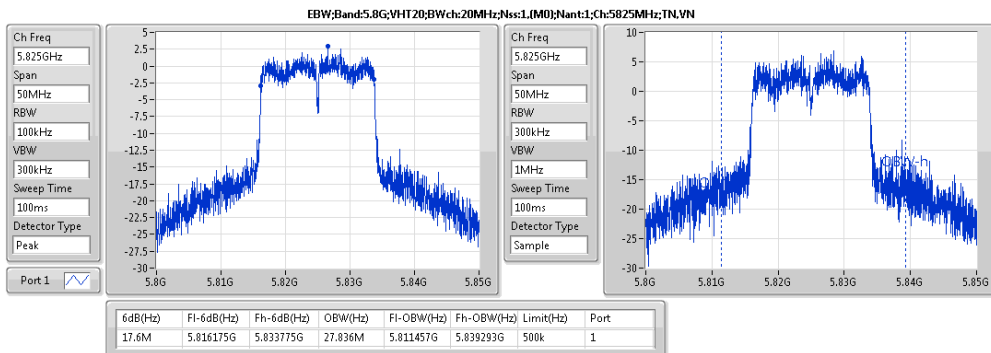 EBW;Band:5.8G;VHT20;BWch:20MHz;Nss:1,(M0);Nant:1;Ch:5825MHz;TN,VN
Ch Freq
5.825GHz
Span
50MHz
RBW
100kHz
VBW
300kHz
Sweep Time
100ms
Detector Type
Peak
Port 1
5
2.5
0
-2.5
-5
-7.5
-10
-12.5
-15
-17.5
-20
-22.5
-25
-27.5
-30
5.8G 5.81G 5.82G 5.83G 5.84G 5.85G
Ch Freq
5.825GHz
Span
50MHz
RBW
300kHz
VBW
1MHz
Sweep Time
100ms
Detector Type
Sample
10
5
0
-5
-10
-15
-20
-25
-30
OBW-h
5.8G 5.81G 5.82G 5.83G 5.84G 5.85G
6dB(Hz) Fl-6dB(Hz) Fh-6dB(Hz) OBW(Hz) Fl-OBW(Hz) Fh-OBW(Hz) Limit(Hz) Port
17.6M 5.816175G 5.833775G 27.836M 5.811457G 5.839293G 500k 1